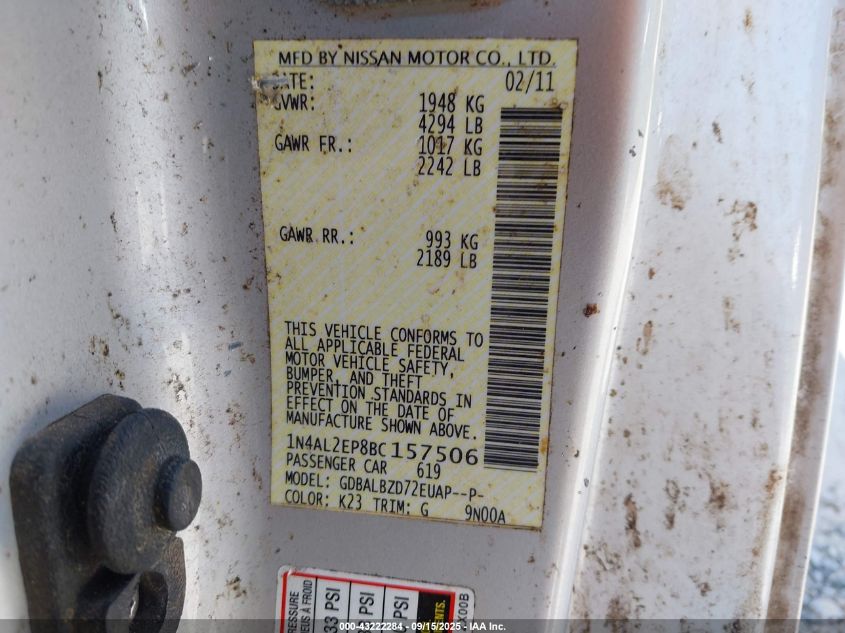 MFD BY NISSAN MOTOR CO., LTD.
DATE: 02/11
GVWR: 1948 KG
4294 LB
GAWR FR.: 1017 KG
2242 LB
GAWR RR.: 993 KG
2189 LB
THIS VEHICLE CONFORMS TO
ALL APPLICABLE FEDERAL
MOTOR VEHICLE SAFETY,
BUMPER, AND THEFT
PREVENTION STANDARDS IN
EFFECT ON THE DATE OF
MANUFACTURE SHOWN ABOVE.
1N4AL2EP8BC157506
PASSENGER CAR 619
MODEL: GDBALBZD72EUAP--P-
COLOR: K23 TRIM: G 9N00A
PRESSURE
33 PSI
PSI
PSI
000-43222284 - 09/15/2025 - IAA Inc.